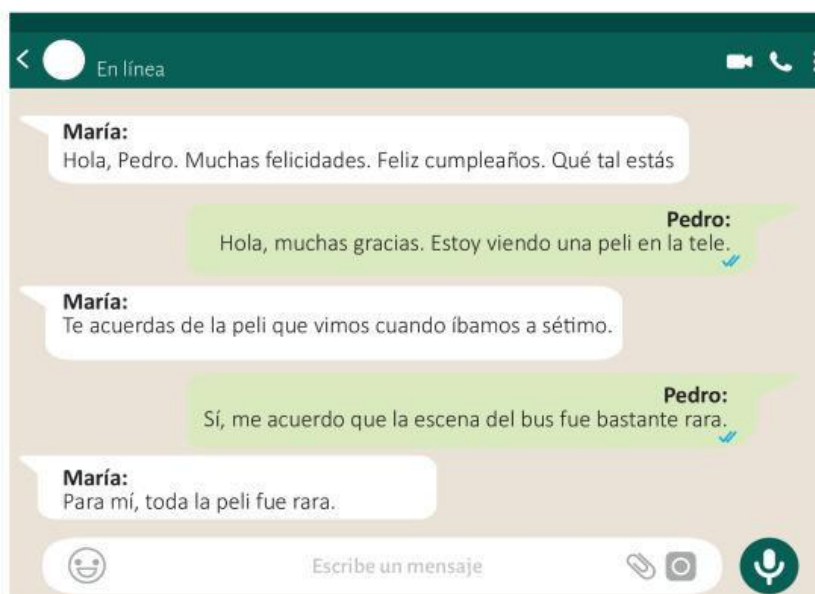 En línea
María:
Hola, Pedro. Muchas felicidades. Feliz cumpleaños. Qué tal estás
Pedro:
Hola, muchas gracias. Estoy viendo una peli en la tele.
María:
Te acuerdas de la peli que vimos cuando íbamos a sétimo.
Pedro:
Sí, me acuerdo que la escena del bus fue bastante rara.
María:
Para mí, toda la peli fue rara.
Escribe un mensaje